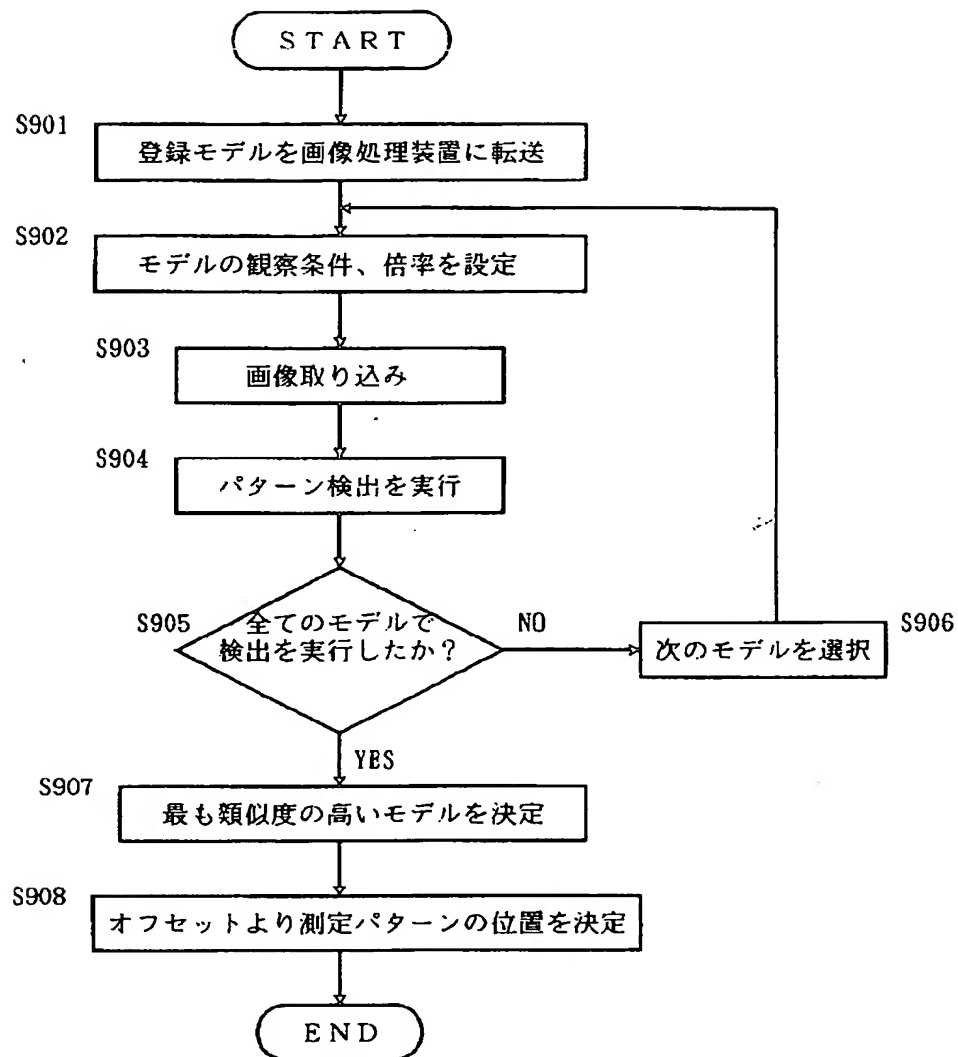 START
S901
登録モデルを画像処理装置に転送
S902
モデルの観察条件、倍率を設定
S903
画像取り込み
S904
パターン検出を実行
S905
全てのモデルで
検出を実行したか？
NO
次のモデルを選択
S906
YES
S907
最も類似度の高いモデルを決定
S908
オフセットより測定パターンの位置を決定
END